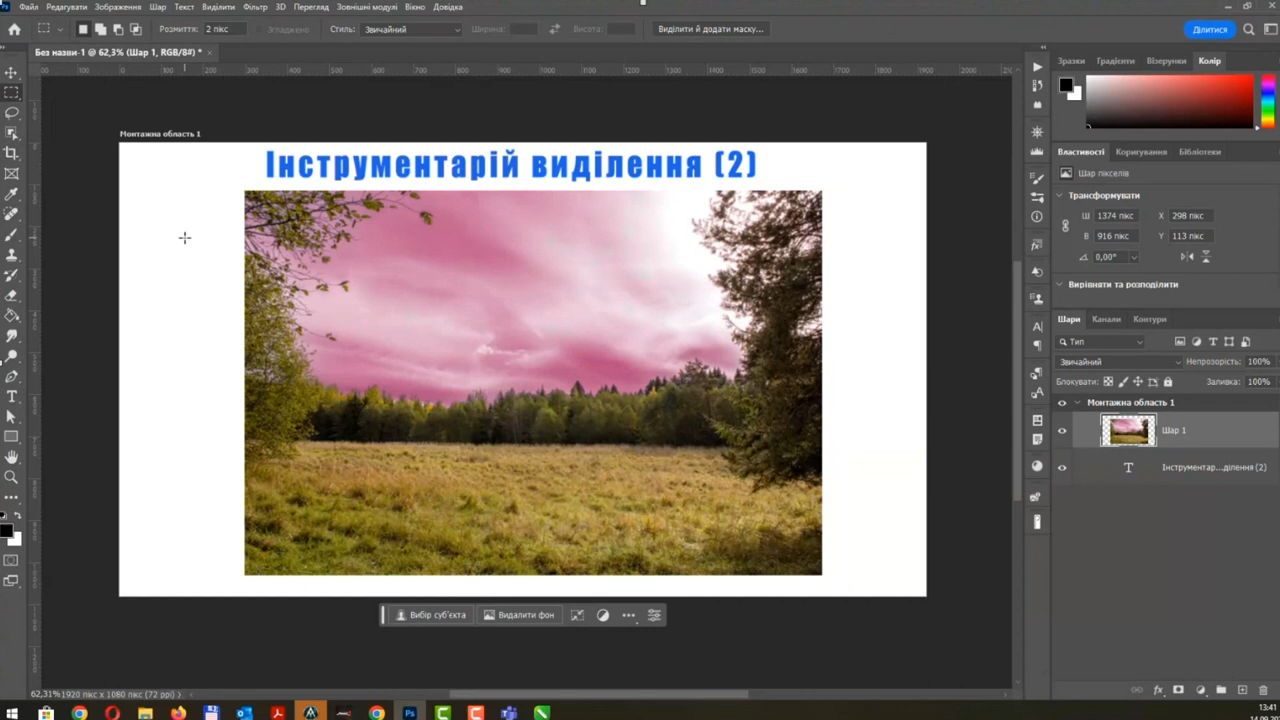 Файл Редагувати Зображення Шар Текст Виділити Фільтр 3D Перегляд Зовнішні модулі Вікно Довідка
Розмиття: 2 пікс Згладжено Стиль: Звичайний Ширина: Висота: Виділити й додати маску... Ділитися
Без назви-1 @ 62,3% (Шар 1, RGB/8#) *
Зразки Градієнти Візерунки Колір
Монтажна область 1
Інструментарій виділення (2)
Властивості Коригування Бібліотеки
Шар пікселів
Трансформувати
Ш 1374 пікс X 298 пікс
В 916 пікс Y 113 пікс
0,00°
Вирівняти та розподілити
Шари Канали Контури
Тип
Звичайний Непрозорість: 100%
Блокувати: Заливка: 100%
Монтажна область 1
Шар 1
T Інструментар...ділення (2)
Вибір суб'єкта Видалити фон
62,31% 1920 пікс x 1080 пікс (72 ppi)
13:41